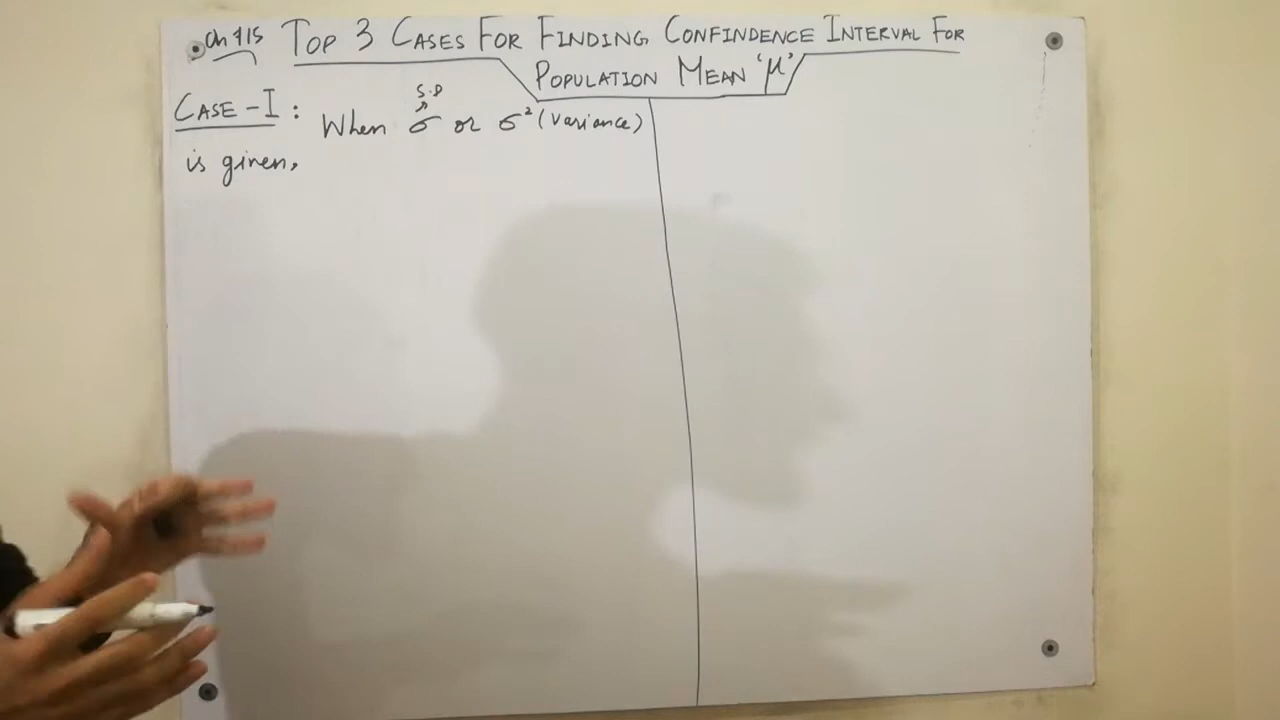 Ch # 15 TOP 3 CASES FOR FINDING CONFINDENCE INTERVAL FOR
POPULATION MEAN 'μ'
S.D
CASE - I : When σ or σ² (variance)
is given,